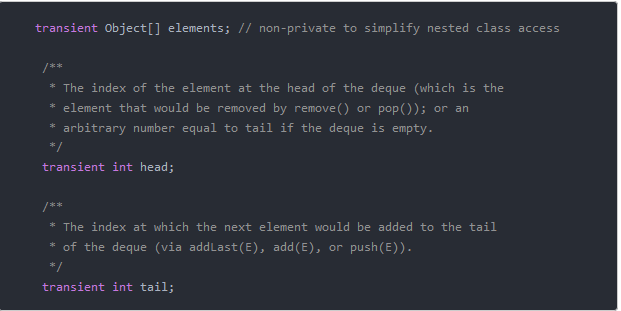 transient Object[] elements; // non-private to simplify nested class access
/**
* The index of the element at the head of the deque (which is the
* element that would be removed by remove() or pop()); or an
* arbitrary number equal to tail if the deque is empty.
*/
transient int head;
/**
* The index at which the next element would be added to the tail
* of the deque (via addLast(E), add(E), or push(E)).
*/
transient int tail;